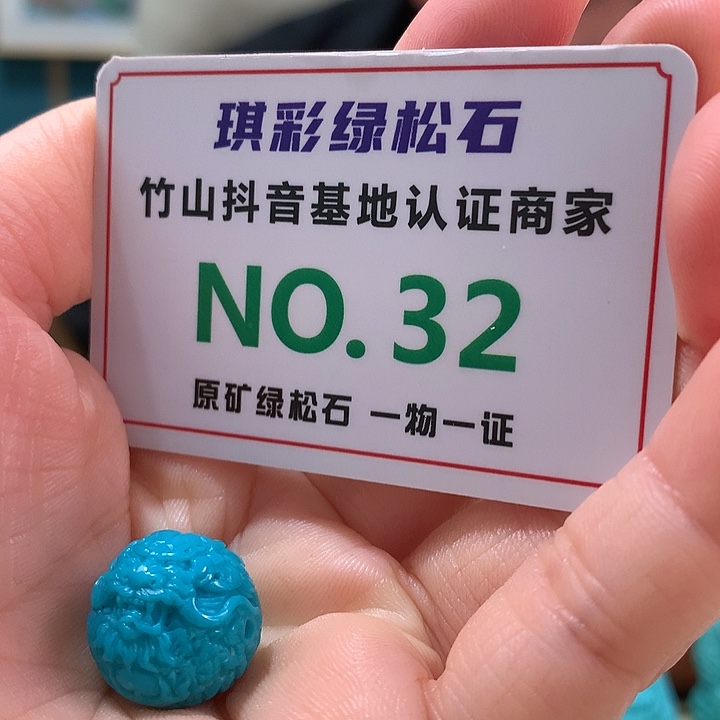 琪彩绿松石
竹山抖音基地认证商家
NO.32
原矿绿松石 一物一证